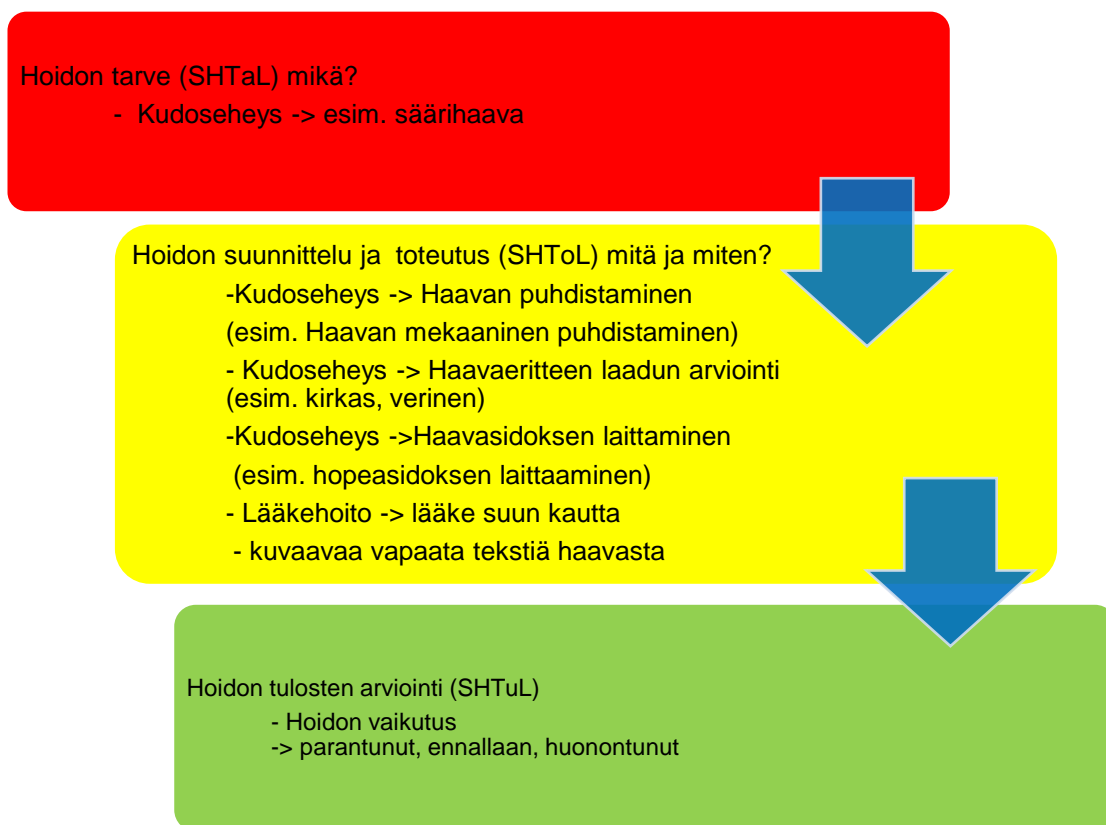 Hoidon tarve (SHTaL) mikä?
- Kudoseheys -> esim. säärihaava
Hoidon suunnittelu ja toteutus (SHToL) mitä ja miten?
-Kudoseheys -> Haavan puhdistaminen
(esim. Haavan mekaaninen puhdistaminen)
- Kudoseheys -> Haavaeritteen laadun arviointi
(esim. kirkas, verinen)
-Kudoseheys ->Haavasidoksen laittaminen
(esim. hopeasidoksen laittaaminen)
- Lääkehoito -> lääke suun kautta
- kuvaavaa vapaata tekstiä haavasta
Hoidon tulosten arviointi (SHTuL)
- Hoidon vaikutus
-> parantunut, ennallaan, huonontunut